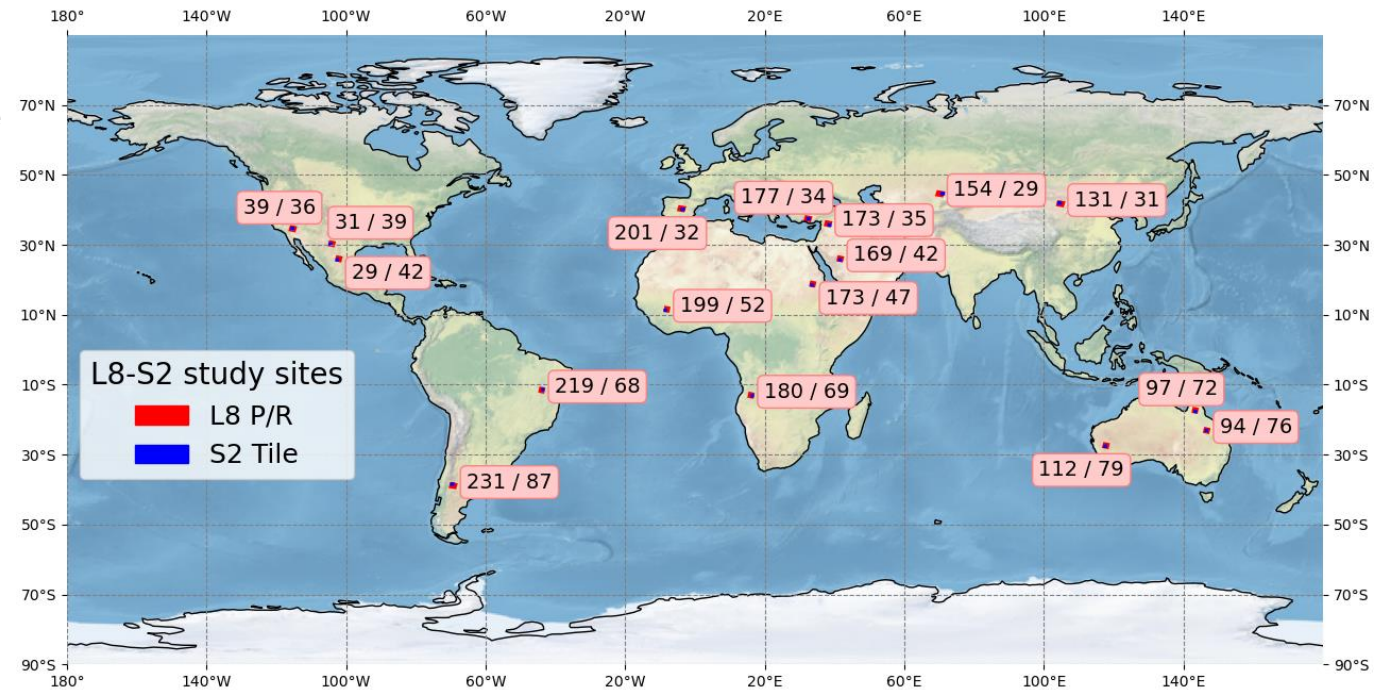 180° 140°W 100°W 60°W 20°W 20°E 60°E 100°E 140°E
70°N 70°N
50°N 50°N
154 / 29
177 / 34
131 / 31
39 / 36
31 / 39
173 / 35
201 / 32
30°N 30°N
169 / 42
29 / 42
173 / 47
199 / 52
10°N 10°N
L8-S2 study sites
L8 P/R
S2 Tile
10°S 10°S
219 / 68
180 / 69
97 / 72
94 / 76
30°S 30°S
112 / 79
231 / 87
50°S 50°S
70°S 70°S
90°S 90°S
180° 140°W 100°W 60°W 20°W 20°E 60°E 100°E 140°E